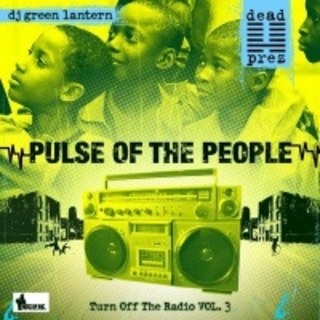 dj green lantern
dead
prez
PULSE OF THE PEOPLE
Turn Off The Radio VOL. 3